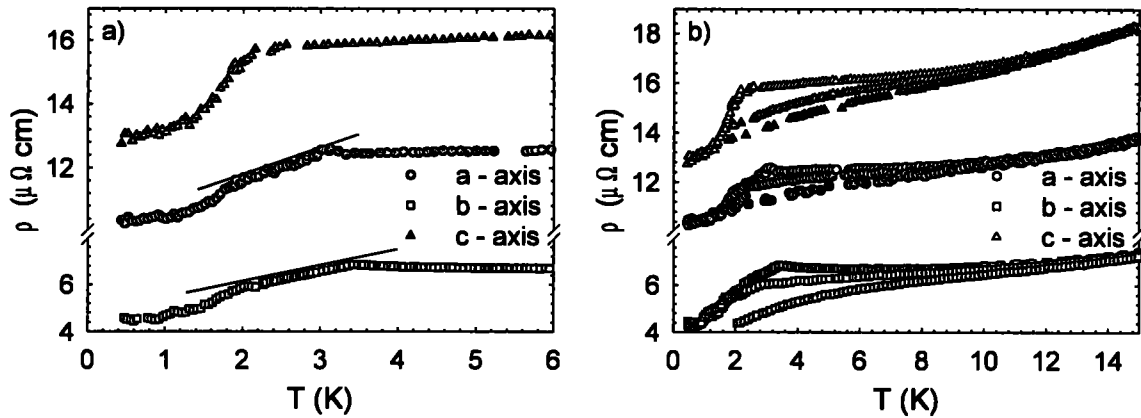 a)
16
14
12
6
4
ρ (μ Ω cm)
a - axis
b - axis
c - axis
0 1 2 3 4 5 6
T (K)
b)
18
16
14
12
6
4
ρ (μ Ω cm)
a - axis
b - axis
c - axis
0 2 4 6 8 10 12 14
T (K)